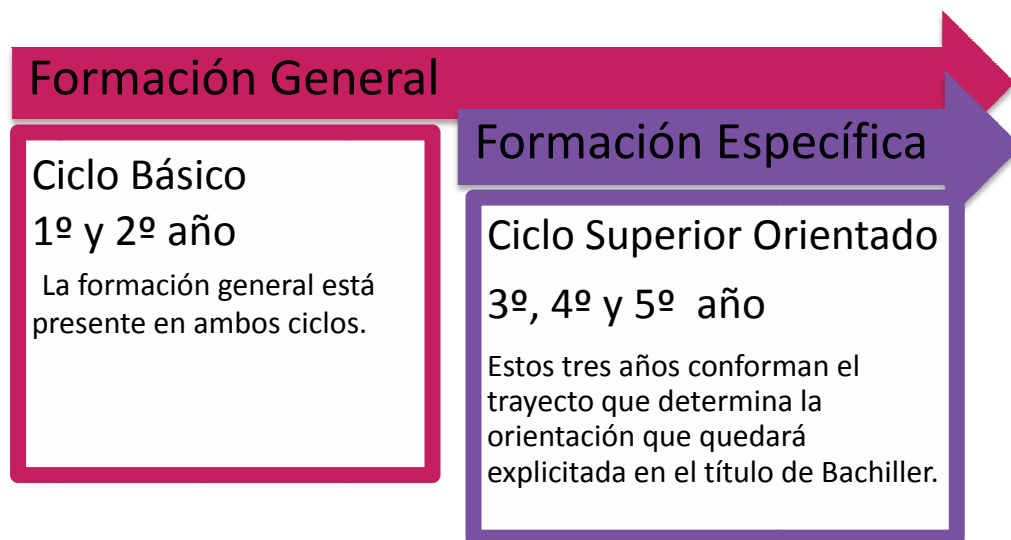 Formación General
Ciclo Básico
1º y 2º año
La formación general está
presente en ambos ciclos.
Formación Específica
Ciclo Superior Orientado
3º, 4º y 5º año
Estos tres años conforman el
trayecto que determina la
orientación que quedará
explicitada en el título de Bachiller.